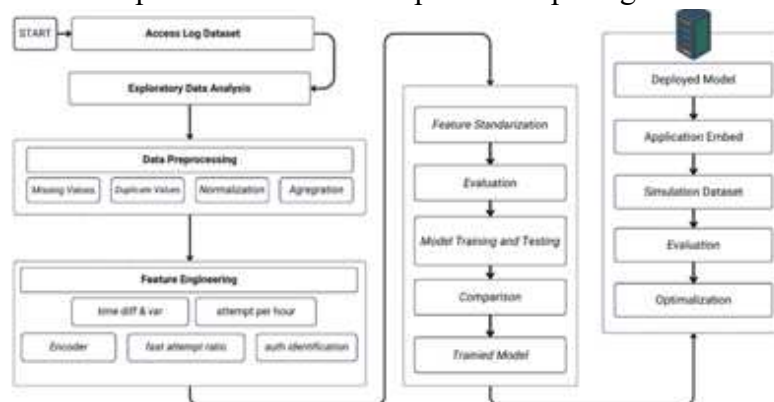 START
Access Log Dataset
Exploratory Data Analysis
Data Preprocessing
Missing Values
Duplicate Values
Normalization
Agregration
Feature Engineering
time diff & var
attempt per hour
Encoder
fast attempt ratio
auth identification
Feature Standarization
Evaluation
Model Training and Testing
Comparison
Tramied Model
Deployed Model
Application Embed
Simulation Dataset
Evaluation
Optimalization